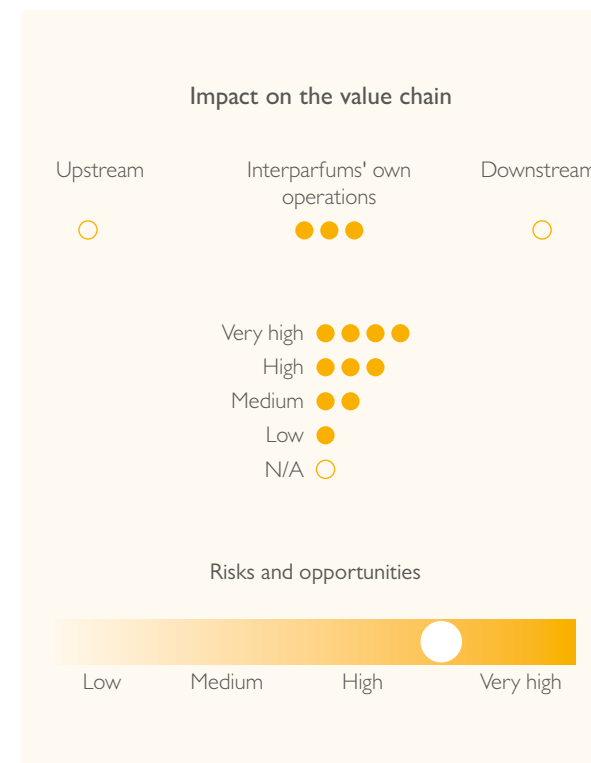 Impact on the value chain
Upstream
Interparfums' own
operations
Downstream
Very high
High
Medium
Low
N/A
Risks and opportunities
Low
Medium
High
Very high